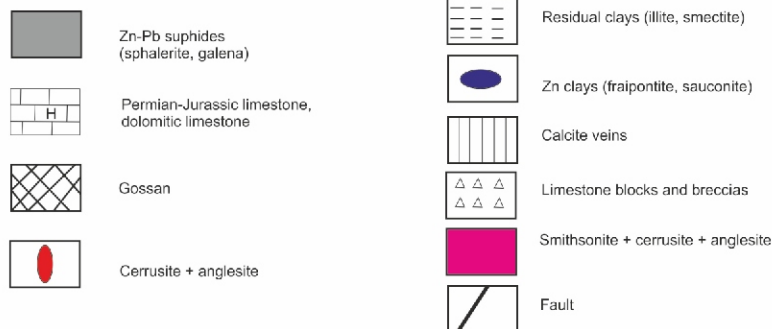 Zn-Pb suphides
(sphalerite, galena)
H
Permian-Jurassic limestone,
dolomitic limestone
Gossan
Cerrusite + anglesite
Residual clays (illite, smectite)
Zn clays (fraipontite, sauconite)
Calcite veins
Limestone blocks and breccias
Smithsonite + cerrusite + anglesite
Fault